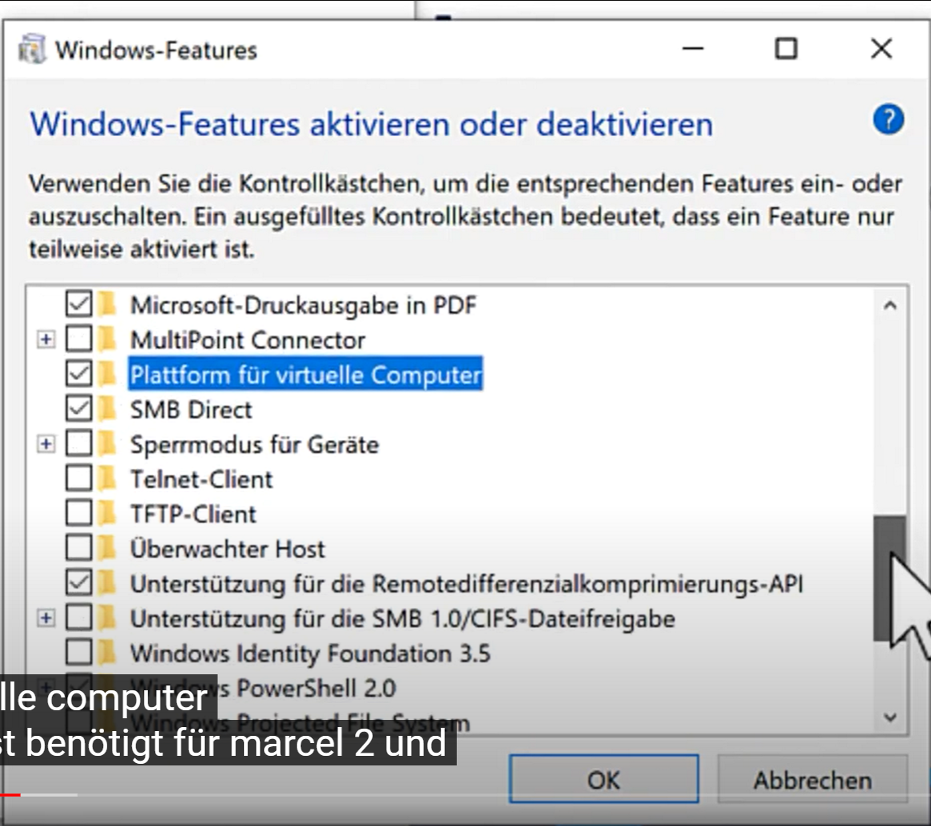 Windows-Features
Windows-Features aktivieren oder deaktivieren
Verwenden Sie die Kontrollkästchen, um die entsprechenden Features ein- oder
auszuschalten. Ein ausgefülltes Kontrollkästchen bedeutet, dass ein Feature nur
teilweise aktiviert ist.
Microsoft-Druckausgabe in PDF
MultiPoint Connector
Plattform für virtuelle Computer
SMB Direct
Sperrmodus für Geräte
Telnet-Client
TFTP-Client
Überwachter Host
Unterstützung für die Remotedifferenzialkomprimierungs-API
Unterstützung für die SMB 1.0/CIFS-Dateifreigabe
Windows Identity Foundation 3.5
Windows PowerShell 2.0
Windows Projected File System
lle computer
st benötigt für marcel 2 und
OK Abbrechen